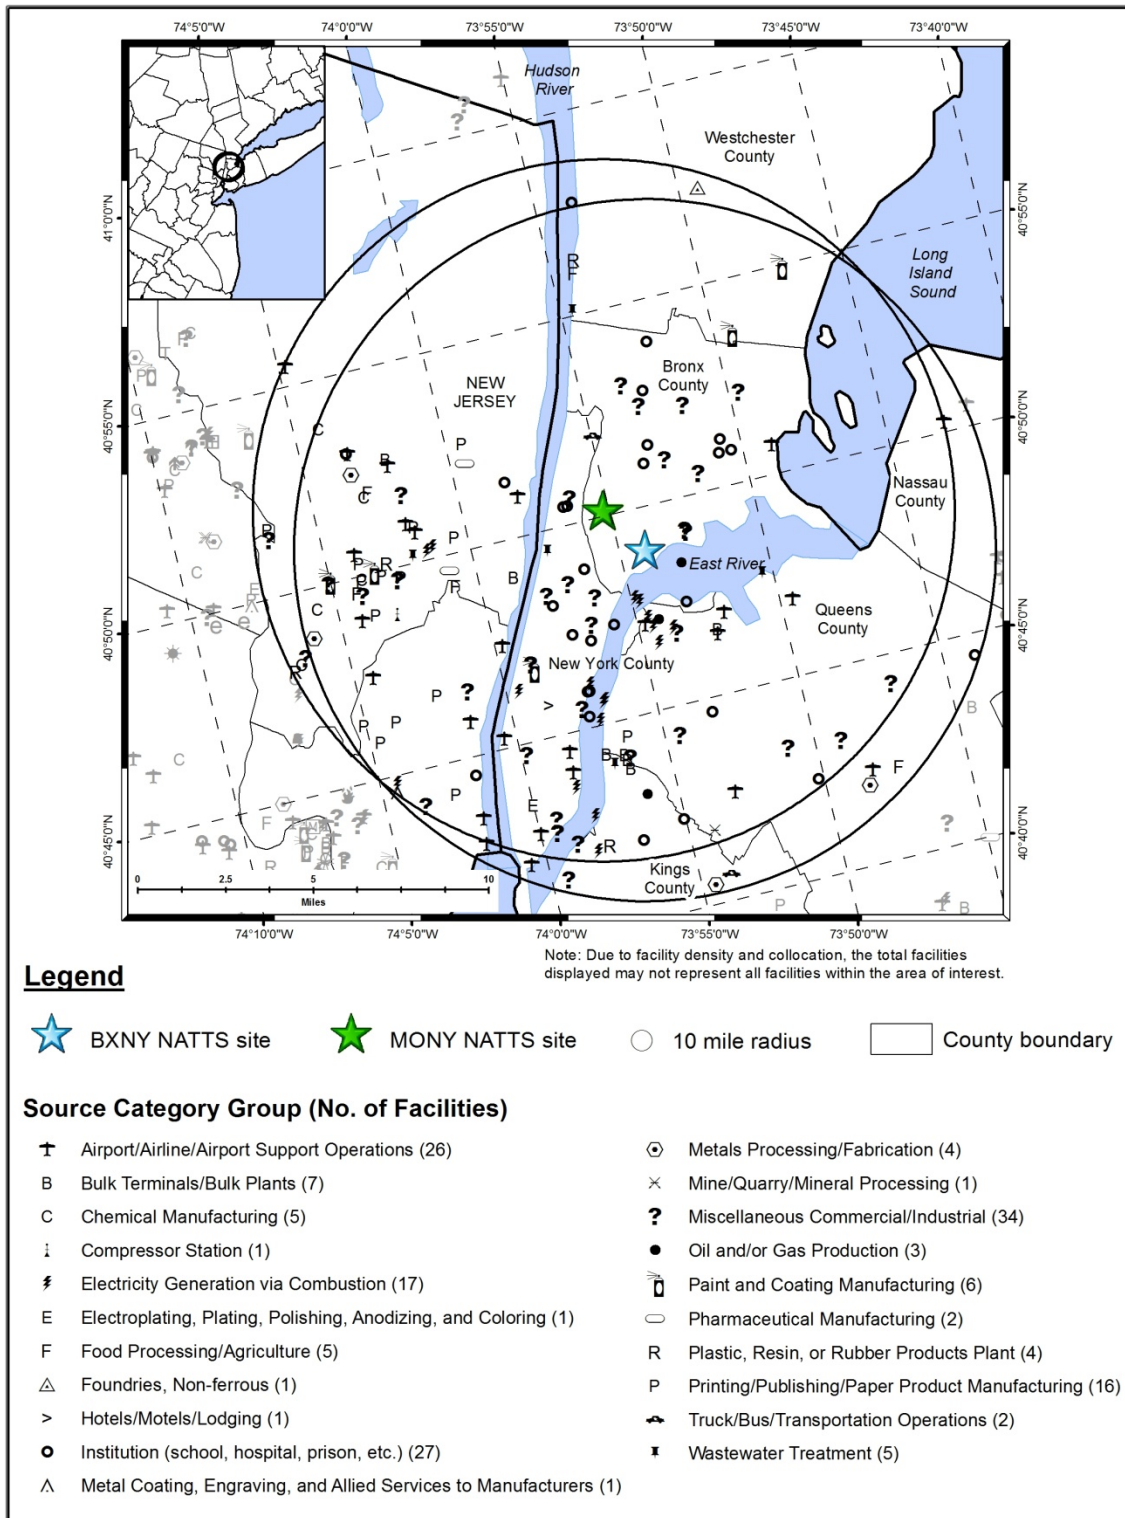 74°5'0"W 74°0'0"W 73°55'0"W 73°50'0"W 73°45'0"W 73°40'0"W
Hudson
River
Westchester
County
41°0'0"N
40°55'0"N
Long
Island
Sound
NEW
JERSEY
Bronx
County
40°55'0"N
40°50'0"N
Nassau
County
East River
Queens
County
40°50'0"N
40°45'0"N
New York County
40°45'0"N
40°40'0"N
Kings
County
0 2.5 5 10
Miles
74°10'0"W 74°5'0"W 74°0'0"W 73°55'0"W 73°50'0"W
Note: Due to facility density and collocation, the total facilities
displayed may not represent all facilities within the area of interest.
Legend
BXNY NATTS site
MONY NATTS site
10 mile radius
County boundary
Source Category Group (No. of Facilities)
Airport/Airline/Airport Support Operations (26)
B Bulk Terminals/Bulk Plants (7)
C Chemical Manufacturing (5)
Compressor Station (1)
Electricity Generation via Combustion (17)
E Electroplating, Plating, Polishing, Anodizing, and Coloring (1)
F Food Processing/Agriculture (5)
Foundries, Non-ferrous (1)
> Hotels/Motels/Lodging (1)
Institution (school, hospital, prison, etc.) (27)
Metal Coating, Engraving, and Allied Services to Manufacturers (1)
Metals Processing/Fabrication (4)
Mine/Quarry/Mineral Processing (1)
? Miscellaneous Commercial/Industrial (34)
Oil and/or Gas Production (3)
Paint and Coating Manufacturing (6)
Pharmaceutical Manufacturing (2)
R Plastic, Resin, or Rubber Products Plant (4)
P Printing/Publishing/Paper Product Manufacturing (16)
Truck/Bus/Transportation Operations (2)
Wastewater Treatment (5)